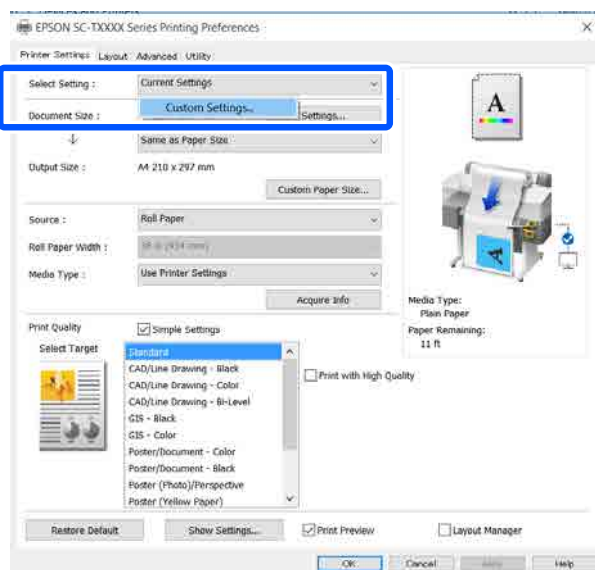 EPSON SC-TXXXX Series Printing Preferences
Printer Settings Layout Advanced Utility
Select Setting : Current Settings
Custom Settings...
Document Size : Settings...
Same as Paper Size
Output Size : A4 210 x 297 mm
Custom Paper Size...
Source : Roll Paper
Roll Paper Width :
Media Type : Use Printer Settings
Acquire Info
Media Type:
Plain Paper
Paper Remaining:
11 ft
Print Quality Simple Settings
Select Target
Standard
CAD/Line Drawing - Black
CAD/Line Drawing - Color
CAD/Line Drawing - Bi-Level
GIS - Black
GIS - Color
Poster/Document - Color
Poster/Document - Black
Poster (Photo)/Perspective
Poster (Yellow Paper)
Print with High Quality
Restore Default Show Settings... Print Preview Layout Manager
OK Cancel Help
A
A